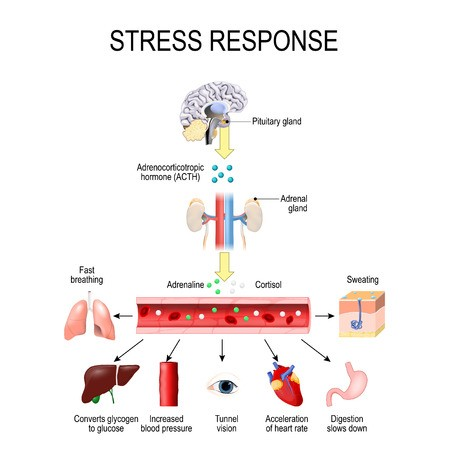 STRESS RESPONSE
Pituitary gland
Adrenocorticotropic
hormone (ACTH)
Adrenal
gland
Fast
breathing
Adrenaline
Cortisol
Sweating
Converts glycogen
to glucose
Increased
blood pressure
Tunnel
vision
Acceleration
of heart rate
Digestion
slows down